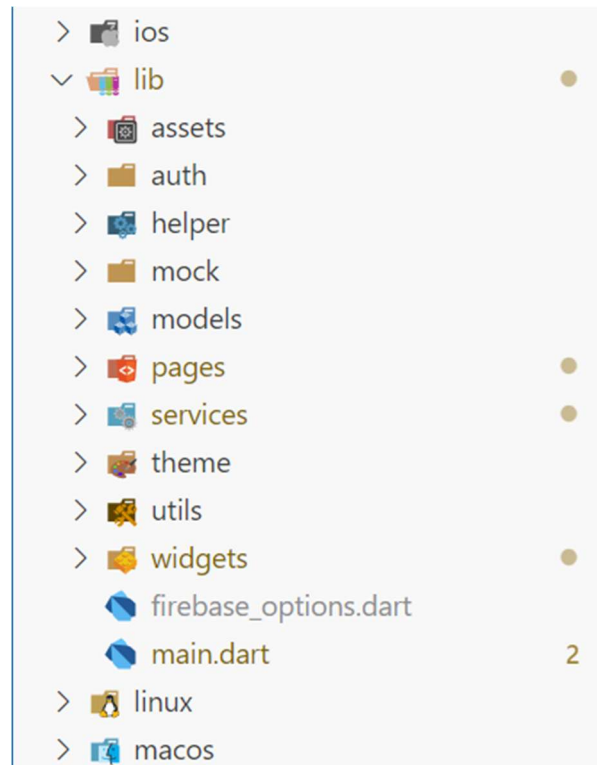 ios
lib
assets
auth
helper
mock
models
pages
services
theme
utils
widgets
firebase_options.dart
main.dart 2
linux
macos